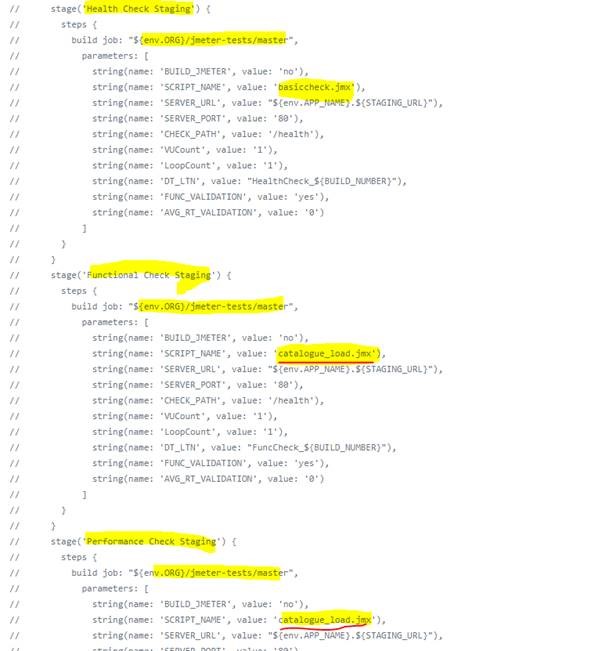 //      stage('Health Check Staging') {
//        steps {
//          build job: "${env.ORG}/jmeter-tests/master",
//            parameters: [
//              string(name: 'BUILD_JMETER', value: 'no'),
//              string(name: 'SCRIPT_NAME', value: 'basiccheck.jmx'),
//              string(name: 'SERVER_URL', value: "${env.APP_NAME}.${STAGING_URL}"),
//              string(name: 'SERVER_PORT', value: '80'),
//              string(name: 'CHECK_PATH', value: '/health'),
//              string(name: 'VUCount', value: '1'),
//              string(name: 'LoopCount', value: '1'),
//              string(name: 'DT_LTN', value: "HealthCheck_${BUILD_NUMBER}"),
//              string(name: 'FUNC_VALIDATION', value: 'yes'),
//              string(name: 'AVG_RT_VALIDATION', value: '0')
//            ]
//        }
//      }
//      stage('Functional Check Staging') {
//        steps {
//          build job: "${env.ORG}/jmeter-tests/master",
//            parameters: [
//              string(name: 'BUILD_JMETER', value: 'no'),
//              string(name: 'SCRIPT_NAME', value: 'catalogue_load.jmx'),
//              string(name: 'SERVER_URL', value: "${env.APP_NAME}.${STAGING_URL}"),
//              string(name: 'SERVER_PORT', value: '80'),
//              string(name: 'CHECK_PATH', value: '/health'),
//              string(name: 'VUCount', value: '1'),
//              string(name: 'LoopCount', value: '1'),
//              string(name: 'DT_LTN', value: "FuncCheck_${BUILD_NUMBER}"),
//              string(name: 'FUNC_VALIDATION', value: 'yes'),
//              string(name: 'AVG_RT_VALIDATION', value: '0')
//            ]
//        }
//      }
//      stage('Performance Check Staging') {
//        steps {
//          build job: "${env.ORG}/jmeter-tests/master",
//            parameters: [
//              string(name: 'BUILD_JMETER', value: 'no'),
//              string(name: 'SCRIPT_NAME', value: 'catalogue_load.jmx'),
//              string(name: 'SERVER_URL', value: "${env.APP_NAME}.${STAGING_URL}"),
//              string(name: 'SERVER_PORT', value: '80'),